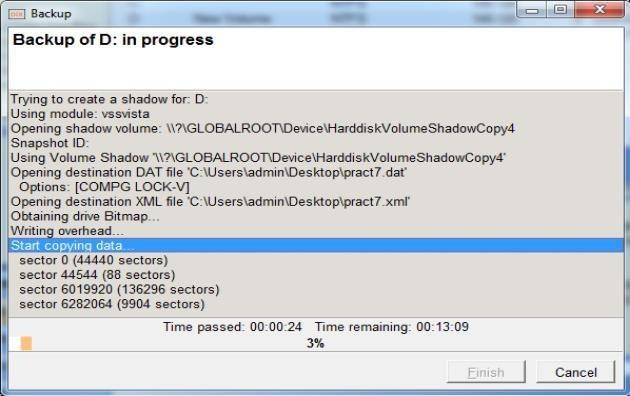 Backup
Backup of D: in progress
Trying to create a shadow for: D:
Using module: vssvista
Opening shadow volume: \\?\GLOBALROOT\Device\HarddiskVolumeShadowCopy4
Snapshot ID:
Using Volume Shadow '\\?\GLOBALROOT\Device\HarddiskVolumeShadowCopy4'
Opening destination DAT file 'C:\Users\admin\Desktop\pract7.dat'
Options: [COMPG LOCK-V]
Opening destination XML file 'C:\Users\admin\Desktop\pract7.xml'
Obtaining drive Bitmap...
Writing overhead...
Start copying data...
sector 0 (44440 sectors)
sector 44544 (88 sectors)
sector 6019920 (136296 sectors)
sector 6282064 (9904 sectors)
Time passed: 00:00:24 Time remaining: 00:13:09
3%
Finish Cancel